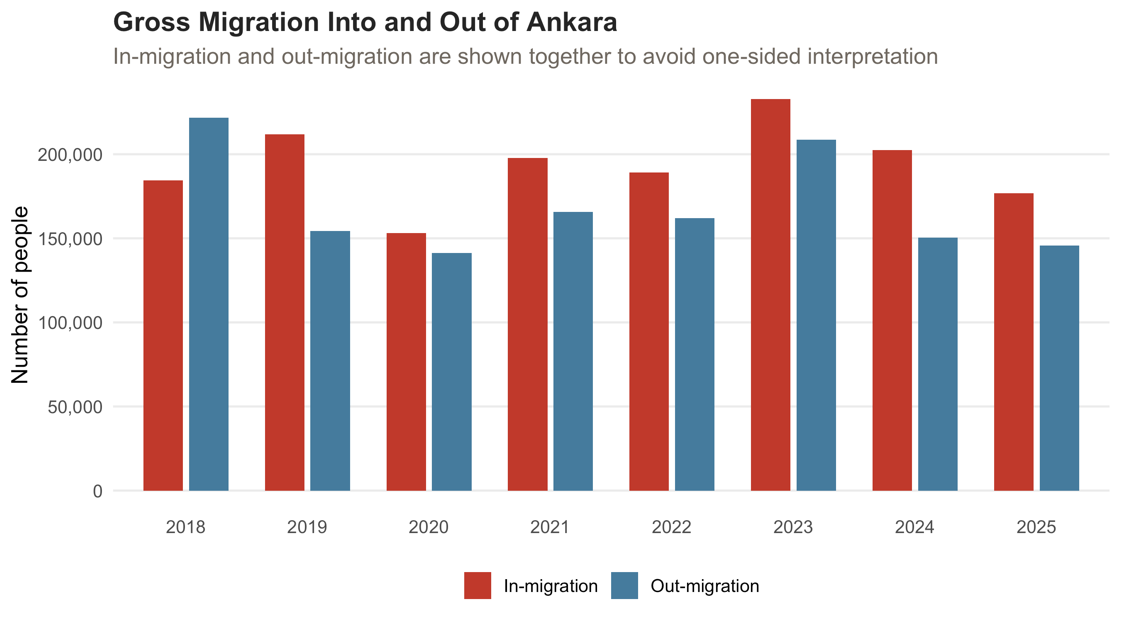 Gross Migration Into and Out of Ankara
In-migration and out-migration are shown together to avoid one-sided interpretation
Number of people
200,000
150,000
100,000
50,000
0
2018 2019 2020 2021 2022 2023 2024 2025
In-migration Out-migration